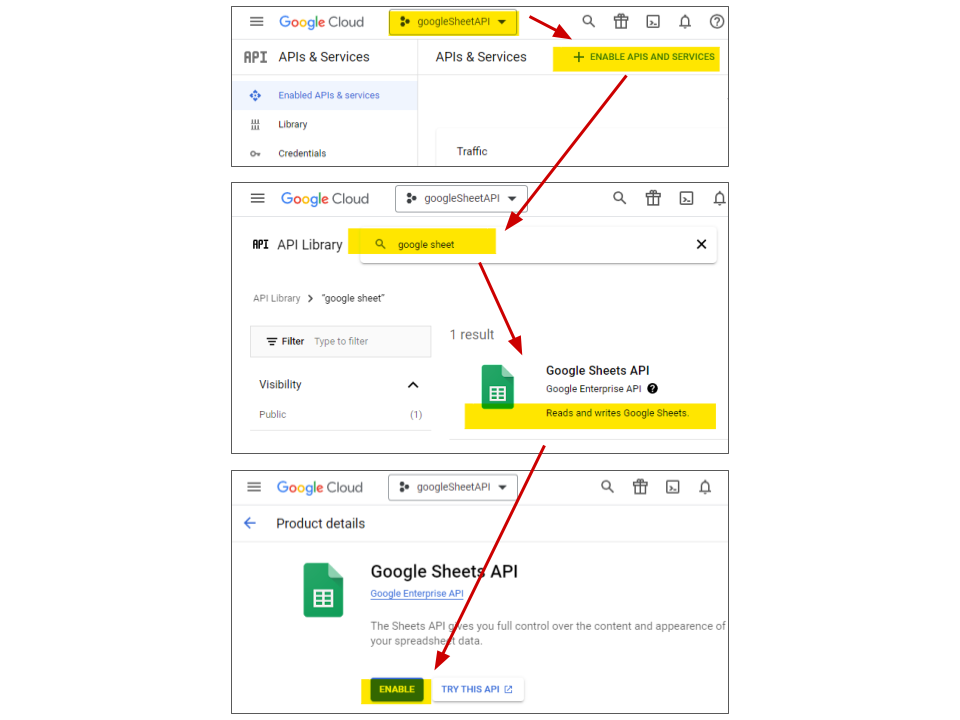 Google Cloud
googleSheetAPI
API APIs & Services
APIs & Services
+ ENABLE APIS AND SERVICES
Enabled APIs & services
Library
Credentials
Traffic
Google Cloud
googleSheetAPI
API API Library
google sheet
API Library > "google sheet"
Filter Type to filter
1 result
Visibility
Public (1)
Google Sheets API
Google Enterprise API
Reads and writes Google Sheets.
Google Cloud
googleSheetAPI
Product details
Google Sheets API
Google Enterprise API
The Sheets API gives you full control over the content and appearence of
your spreadsheet data.
ENABLE
TRY THIS API